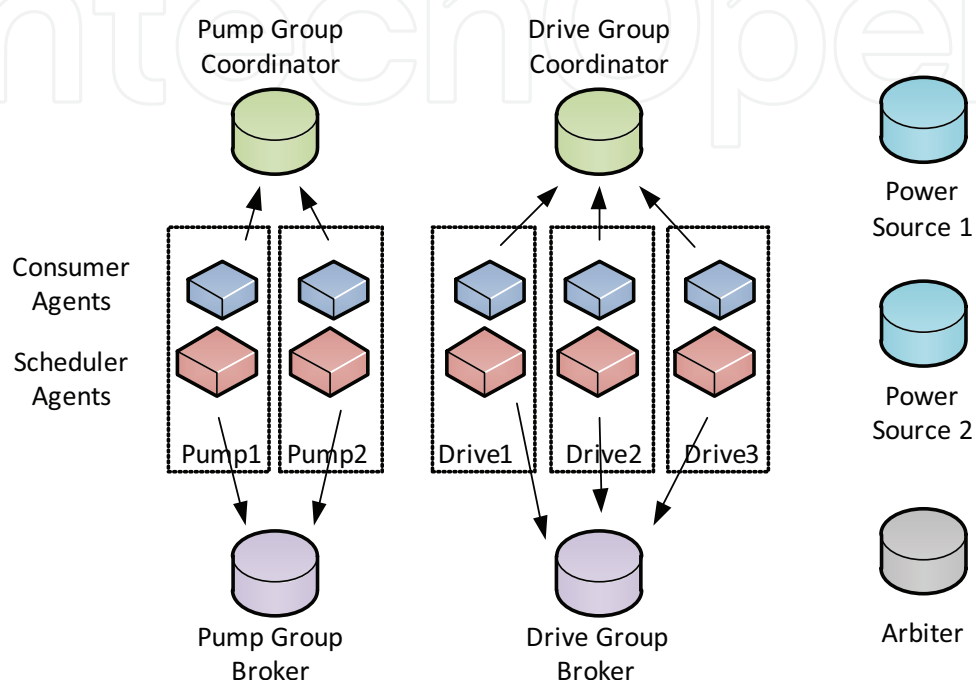 IntechOpen
Pump Group
Coordinator
Drive Group
Coordinator
Power
Source 1
Consumer
Agents
Scheduler
Agents
Power
Source 2
Pump1
Pump2
Drive1
Drive2
Drive3
Pump Group
Broker
Drive Group
Broker
Arbiter